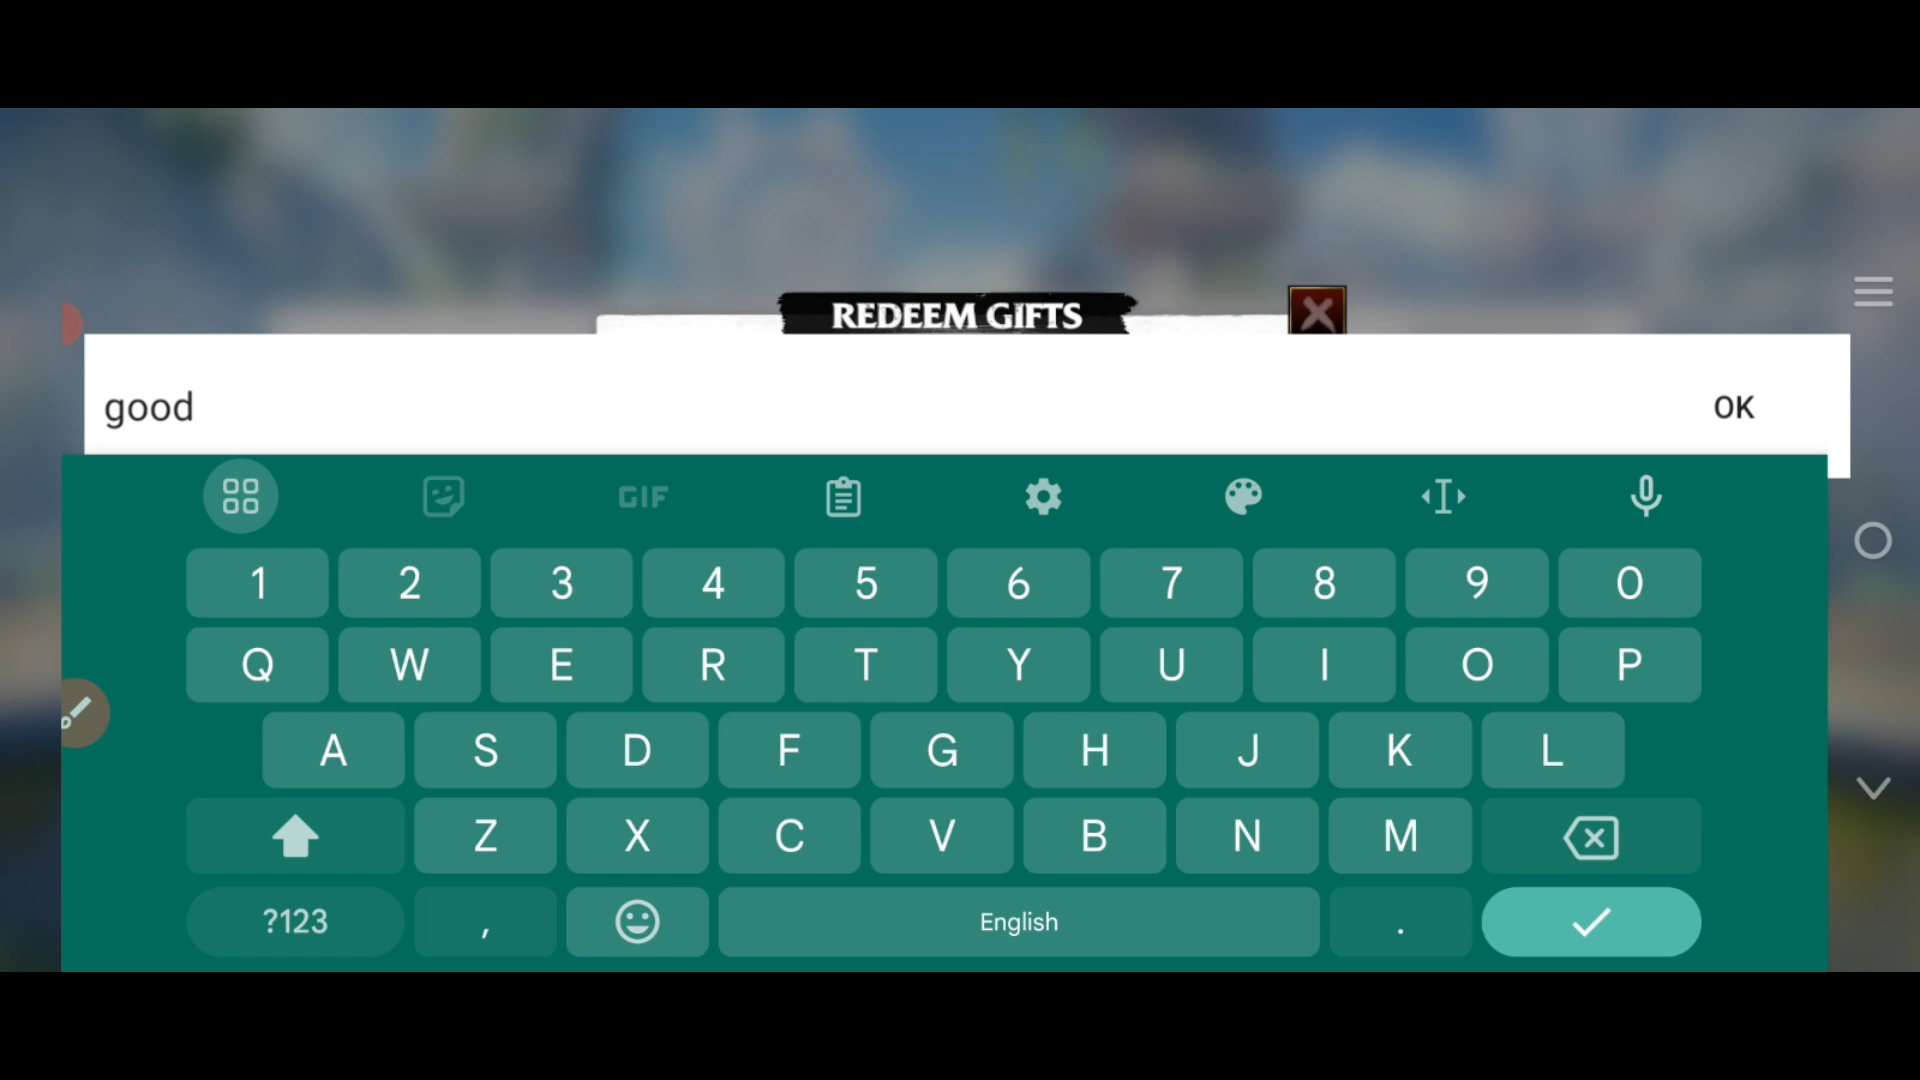 REDEEM GIFTS
good OK
GIF
1 2 3 4 5 6 7 8 9 0
Q W E R T Y U I O P
A S D F G H J K L
Z X C V B N M
?123 , English .